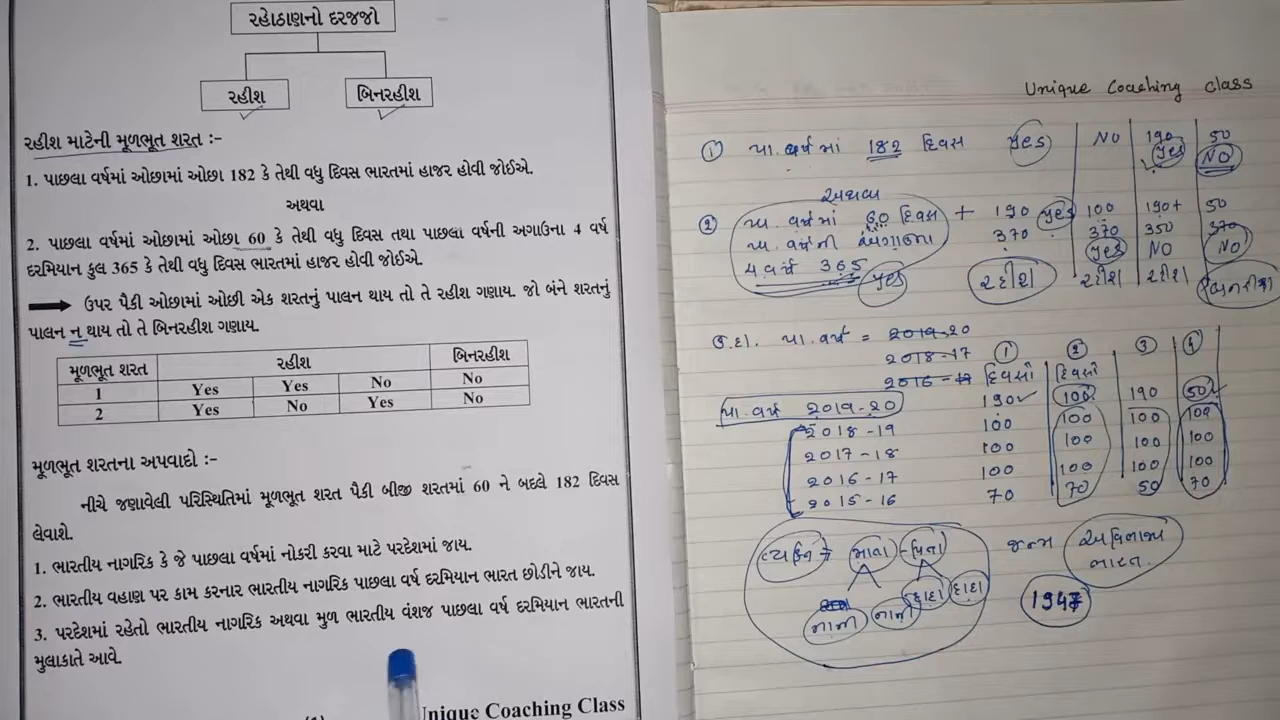 રહેઠાણનો દરજજો
રહીશ
બિનરહીશ
રહીશ માટેની મૂળભૂત શરત :-
1. પાછલા વર્ષમાં ઓછામાં ઓછા 182 કે તેથી વધુ દિવસ ભારતમાં હાજર હોવી જોઈએ.
અથવા
2. પાછલા વર્ષમાં ઓછામાં ઓછા 60 કે તેથી વધુ દિવસ તથા પાછલા વર્ષની અગાઉના 4 વર્ષ
દરમિયાન કુલ 365 કે તેથી વધુ દિવસ ભારતમાં હાજર હોવી જોઈએ.
ઉપર પૈકી ઓછામાં ઓછી એક શરતનું પાલન થાય તો તે રહીશ ગણાય. જો બંને શરતનું
પાલન ન થાય તો તે બિનરહીશ ગણાય.
મૂળભૂત શરત રહીશ બિનરહીશ
1 Yes Yes No No
2 Yes No Yes No
મૂળભૂત શરતના અપવાદો :-
નીચે જણાવેલી પરિસ્થિતિમાં મૂળભૂત શરત પૈકી બીજી શરતમાં 60 ને બદલે 182 દિવસ
લેવાશે.
1. ભારતીય નાગરિક કે જે પાછલા વર્ષમાં નોકરી કરવા માટે પરદેશમાં જાય.
2. ભારતીય વહાણ પર કામ કરનાર ભારતીય નાગરિક પાછલા વર્ષ દરમિયાન ભારત છોડીને જાય.
3. પરદેશમાં રહેતો ભારતીય નાગરિક અથવા મુળ ભારતીય વંશજ પાછલા વર્ષ દરમિયાન ભારતની
મુલાકાતે આવે.
Unique Coaching Class
Unique Coaching Class
① પા. વર્ષ માં 182 દિવસ Yes NO 190 50
Yes NO
અથવા
② પા. વર્ષમાં 60 દિવસ + 190 Yes 100 190+ 50
પા. વર્ષની અગાઉના 370 370 350 370
4 વર્ષ 365 Yes રહીશ Yes NO NO
રહીશ રહીશ બિનરહીશ
ઉ.દા. પા. વર્ષ = 2019-20
2018-17 ① ② ③ ④
2016-17 દિવસો દિવસો
પા. વર્ષ 2019-20 190 100 190 50
2018-19 100 100 100 100
2017-18 100 100 100 100
2016-17 100 100 100 100
2015-16 70 70 50 70
વ્યક્તિ = માતા - પિતા જન્મ અવિભાજ્ય
ભારત.
દાદા દાદી
નાના નાની 1947